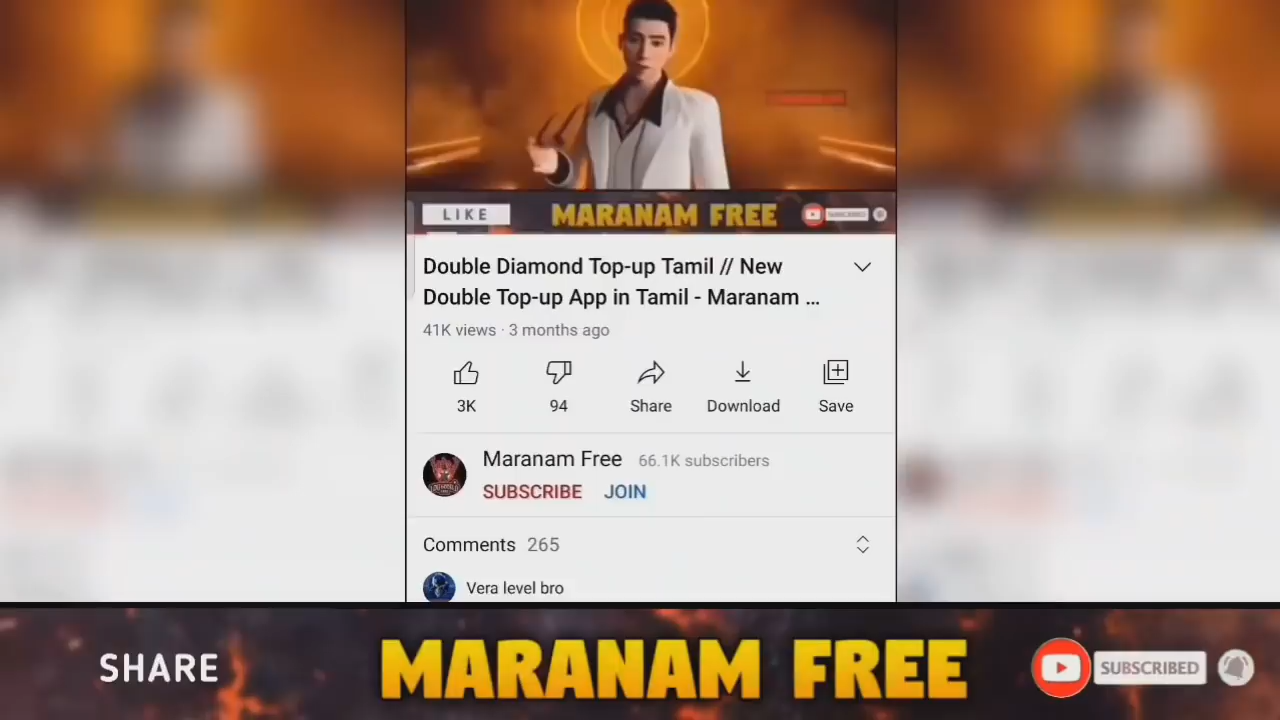 LIKE
MARANAM FREE
SUBSCRIBED
Double Diamond Top-up Tamil // New
Double Top-up App in Tamil - Maranam ...
41K views · 3 months ago
3K
94
Share
Download
Save
Maranam Free 66.1K subscribers
SUBSCRIBE JOIN
Comments 265
Vera level bro
SHARE
MARANAM FREE
SUBSCRIBED